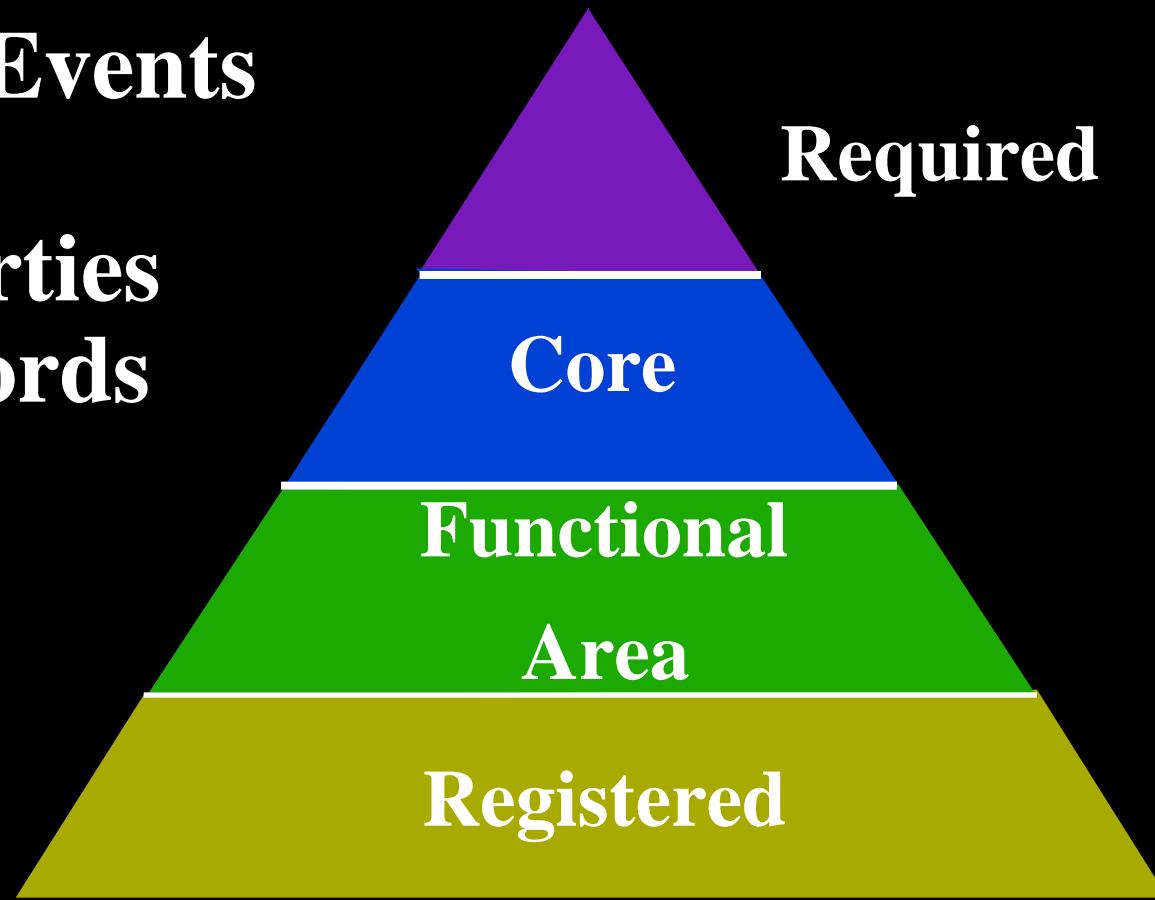 Events
Required
rties
ords
Core
Functional
Area
Registered